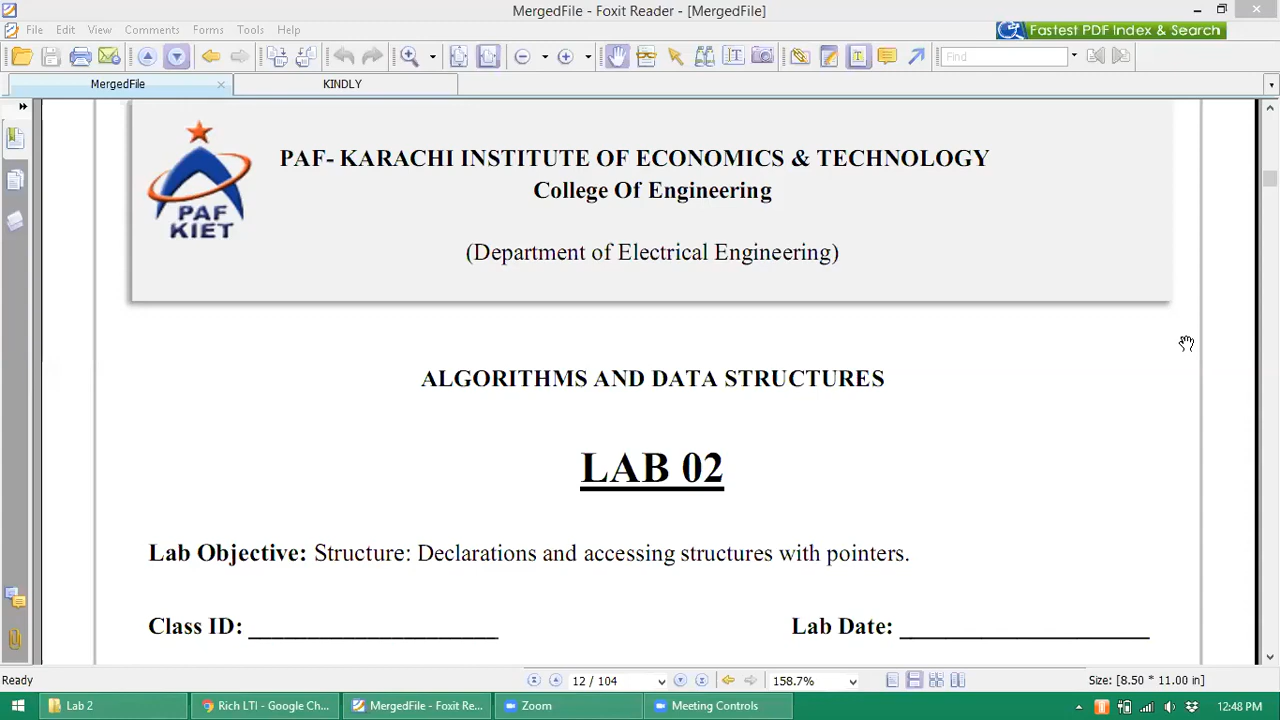 MergedFile - Foxit Reader - [MergedFile]
File Edit View Comments Forms Tools Help
Fastest PDF Index & Search
Find
MergedFile
KINDLY
PAF- KARACHI INSTITUTE OF ECONOMICS & TECHNOLOGY
College Of Engineering
PAF
KIET
(Department of Electrical Engineering)
ALGORITHMS AND DATA STRUCTURES
LAB 02
Lab Objective: Structure: Declarations and accessing structures with pointers.
Class ID: ____________________ Lab Date: ____________________
Ready
12 / 104
158.7%
Size: [8.50 * 11.00 in]
Lab 2
Rich LTI - Google Ch...
MergedFile - Foxit Re...
Zoom
Meeting Controls
12:48 PM